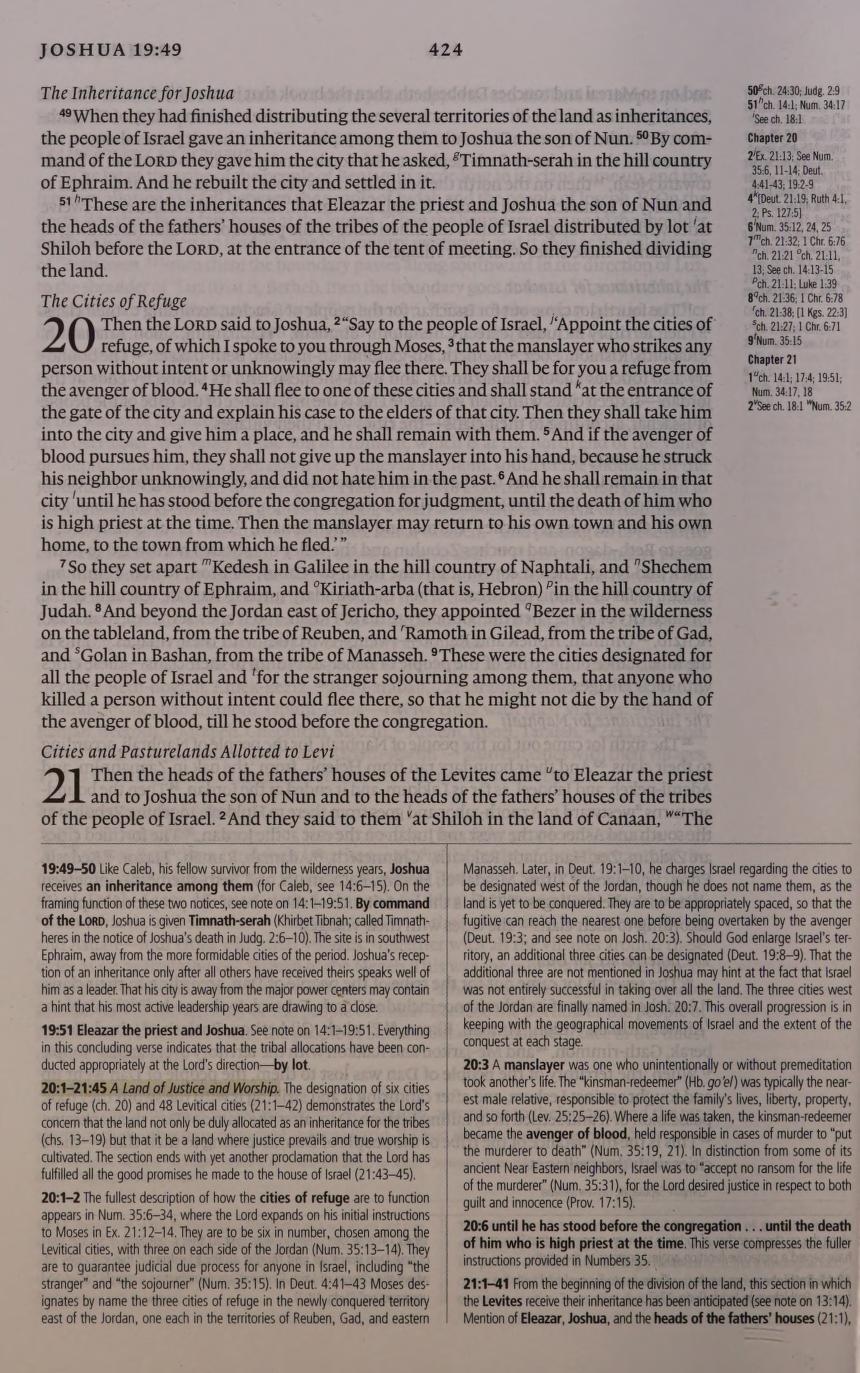 JOSHUA 19:49
424
The Inheritance for Joshua
49 When they had finished distributing the several territories of the land as inheritances,
the people of Israel gave an inheritance among them to Joshua the son of Nun. 50 By com-
mand of the LORD they gave him the city that he asked, g Timnath-serah in the hill country
of Ephraim. And he rebuilt the city and settled in it.
51 h These are the inheritances that Eleazar the priest and Joshua the son of Nun and
the heads of the fathers' houses of the tribes of the people of Israel distributed by lot i at
Shiloh before the LORD, at the entrance of the tent of meeting. So they finished dividing
the land.
The Cities of Refuge
20 Then the LORD said to Joshua, 2 “Say to the people of Israel, j ‘Appoint the cities of
refuge, of which I spoke to you through Moses, 3 that the manslayer who strikes any
person without intent or unknowingly may flee there. They shall be for you a refuge from
the avenger of blood. 4 He shall flee to one of these cities and shall stand k at the entrance of
the gate of the city and explain his case to the elders of that city. Then they shall take him
into the city and give him a place, and he shall remain with them. 5 And if the avenger of
blood pursues him, they shall not give up the manslayer into his hand, because he struck
his neighbor unknowingly, and did not hate him in the past. 6 And he shall remain in that
city l until he has stood before the congregation for judgment, until the death of him who
is high priest at the time. Then the manslayer may return to his own town and his own
home, to the town from which he fled.’”
7 So they set apart m Kedesh in Galilee in the hill country of Naphtali, and n Shechem
in the hill country of Ephraim, and o Kiriath-arba (that is, Hebron) p in the hill country of
Judah. 8 And beyond the Jordan east of Jericho, they appointed q Bezer in the wilderness
on the tableland, from the tribe of Reuben, and r Ramoth in Gilead, from the tribe of Gad,
and s Golan in Bashan, from the tribe of Manasseh. 9 These were the cities designated for
all the people of Israel and t for the stranger sojourning among them, that anyone who
killed a person without intent could flee there, so that he might not die by the hand of
the avenger of blood, till he stood before the congregation.
Cities and Pasturelands Allotted to Levi
21 Then the heads of the fathers' houses of the Levites came u to Eleazar the priest
and to Joshua the son of Nun and to the heads of the fathers' houses of the tribes
of the people of Israel. 2 And they said to them v at Shiloh in the land of Canaan, w “The
50 g ch. 24:30; Judg. 2:9
51 h ch. 14:1; Num. 34:17
i See ch. 18:1
Chapter 20
2 j Ex. 21:13; See Num.
35:6, 11-14; Deut.
4:41-43; 19:2-9
4 k [Deut. 21:19; Ruth 4:1,
2; Ps. 127:5]
6 l Num. 35:12, 24, 25
7 m ch. 21:32; 1 Chr. 6:76
n ch. 21:21 o ch. 21:11,
13; See ch. 14:13-15
p ch. 21:11; Luke 1:39
8 q ch. 21:36; 1 Chr. 6:78
r ch. 21:38; [1 Kgs. 22:3]
s ch. 21:27; 1 Chr. 6:71
9 t Num. 35:15
Chapter 21
1 u ch. 14:1; 17:4; 19:51;
Num. 34:17, 18
2 v See ch. 18:1 w Num. 35:2
19:49–50 Like Caleb, his fellow survivor from the wilderness years, Joshua
receives an inheritance among them (for Caleb, see 14:6–15). On the
framing function of these two notices, see note on 14:1–19:51. By command
of the LORD, Joshua is given Timnath-serah (Khirbet Tibnah; called Timnath-
heres in the notice of Joshua's death in Judg. 2:6–10). The site is in southwest
Ephraim, away from the more formidable cities of the period. Joshua's recep-
tion of an inheritance only after all others have received theirs speaks well of
him as a leader. That his city is away from the major power centers may contain
a hint that his most active leadership years are drawing to a close.
19:51 Eleazar the priest and Joshua. See note on 14:1–19:51. Everything
in this concluding verse indicates that the tribal allocations have been con-
ducted appropriately at the Lord's direction—by lot.
20:1–21:45 A Land of Justice and Worship. The designation of six cities
of refuge (ch. 20) and 48 Levitical cities (21:1–42) demonstrates the Lord's
concern that the land not only be duly allocated as an inheritance for the tribes
(chs. 13–19) but that it be a land where justice prevails and true worship is
cultivated. The section ends with yet another proclamation that the Lord has
fulfilled all the good promises he made to the house of Israel (21:43–45).
20:1–2 The fullest description of how the cities of refuge are to function
appears in Num. 35:6–34, where the Lord expands on his initial instructions
to Moses in Ex. 21:12–14. They are to be six in number, chosen among the
Levitical cities, with three on each side of the Jordan (Num. 35:13–14). They
are to guarantee judicial due process for anyone in Israel, including “the
stranger” and “the sojourner” (Num. 35:15). In Deut. 4:41–43 Moses des-
ignates by name the three cities of refuge in the newly conquered territory
east of the Jordan, one each in the territories of Reuben, Gad, and eastern
Manasseh. Later, in Deut. 19:1–10, he charges Israel regarding the cities to
be designated west of the Jordan, though he does not name them, as the
land is yet to be conquered. They are to be appropriately spaced, so that the
fugitive can reach the nearest one before being overtaken by the avenger
(Deut. 19:3; and see note on Josh. 20:3). Should God enlarge Israel's ter-
ritory, an additional three cities can be designated (Deut. 19:8–9). That the
additional three are not mentioned in Joshua may hint at the fact that Israel
was not entirely successful in taking over all the land. The three cities west
of the Jordan are finally named in Josh. 20:7. This overall progression is in
keeping with the geographical movements of Israel and the extent of the
conquest at each stage.
20:3 A manslayer was one who unintentionally or without premeditation
took another's life. The “kinsman-redeemer” (Hb. go'el) was typically the near-
est male relative, responsible to protect the family's lives, liberty, property,
and so forth (Lev. 25:25–26). Where a life was taken, the kinsman-redeemer
became the avenger of blood, held responsible in cases of murder to “put
the murderer to death” (Num. 35:19, 21). In distinction from some of its
ancient Near Eastern neighbors, Israel was to “accept no ransom for the life
of the murderer” (Num. 35:31), for the Lord desired justice in respect to both
guilt and innocence (Prov. 17:15).
20:6 until he has stood before the congregation . . . until the death
of him who is high priest at the time. This verse compresses the fuller
instructions provided in Numbers 35.
21:1–41 From the beginning of the division of the land, this section in which
the Levites receive their inheritance has been anticipated (see note on 13:14).
Mention of Eleazar, Joshua, and the heads of the fathers' houses (21:1),